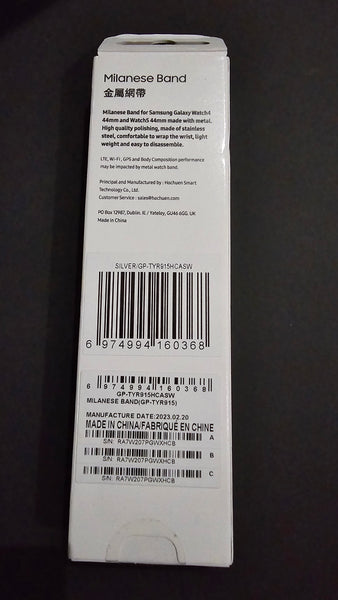 Milanese Band
金屬網帶
Milanese Band for Samsung Galaxy Watch4
44mm and Watch5 44mm made with metal.
High quality polishing, made of stainless
steel, comfortable to wrap the wrist, light
weight and easy to disassemble.
LTE, Wi-Fi, GPS and Body Composition performance
may be impacted by metal watch band.
Principal and Manufactured by : Hochuen Smart
Technology Co., Ltd.
Customer Service : sales@hochuen.com
PO Box 12987, Dublin. IE / Yateley, GU46 6GG. UK
Made in China
SILVER/GP-TYR915HCASW
6 974994 160368
6 974994 160368
GP-TYR915HCASW
MILANESE BAND(GP-TYR915)
MANUFACTURE DATE:2023.02.20
MADE IN CHINA/FABRIQUÉ EN CHINE
A
S/N: RA7W207PGWXHCB
B
S/N: RA7W207PGWXHCB
C
S/N: RA7W207PGWXHCB